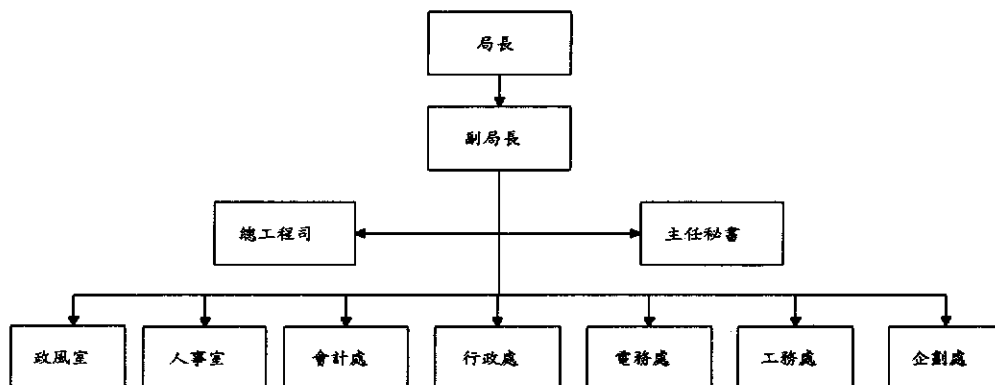 局長
副局長
總工程司
主任秘書
政風室
人事室
會計處
行政處
電務處
工務處
企劃處